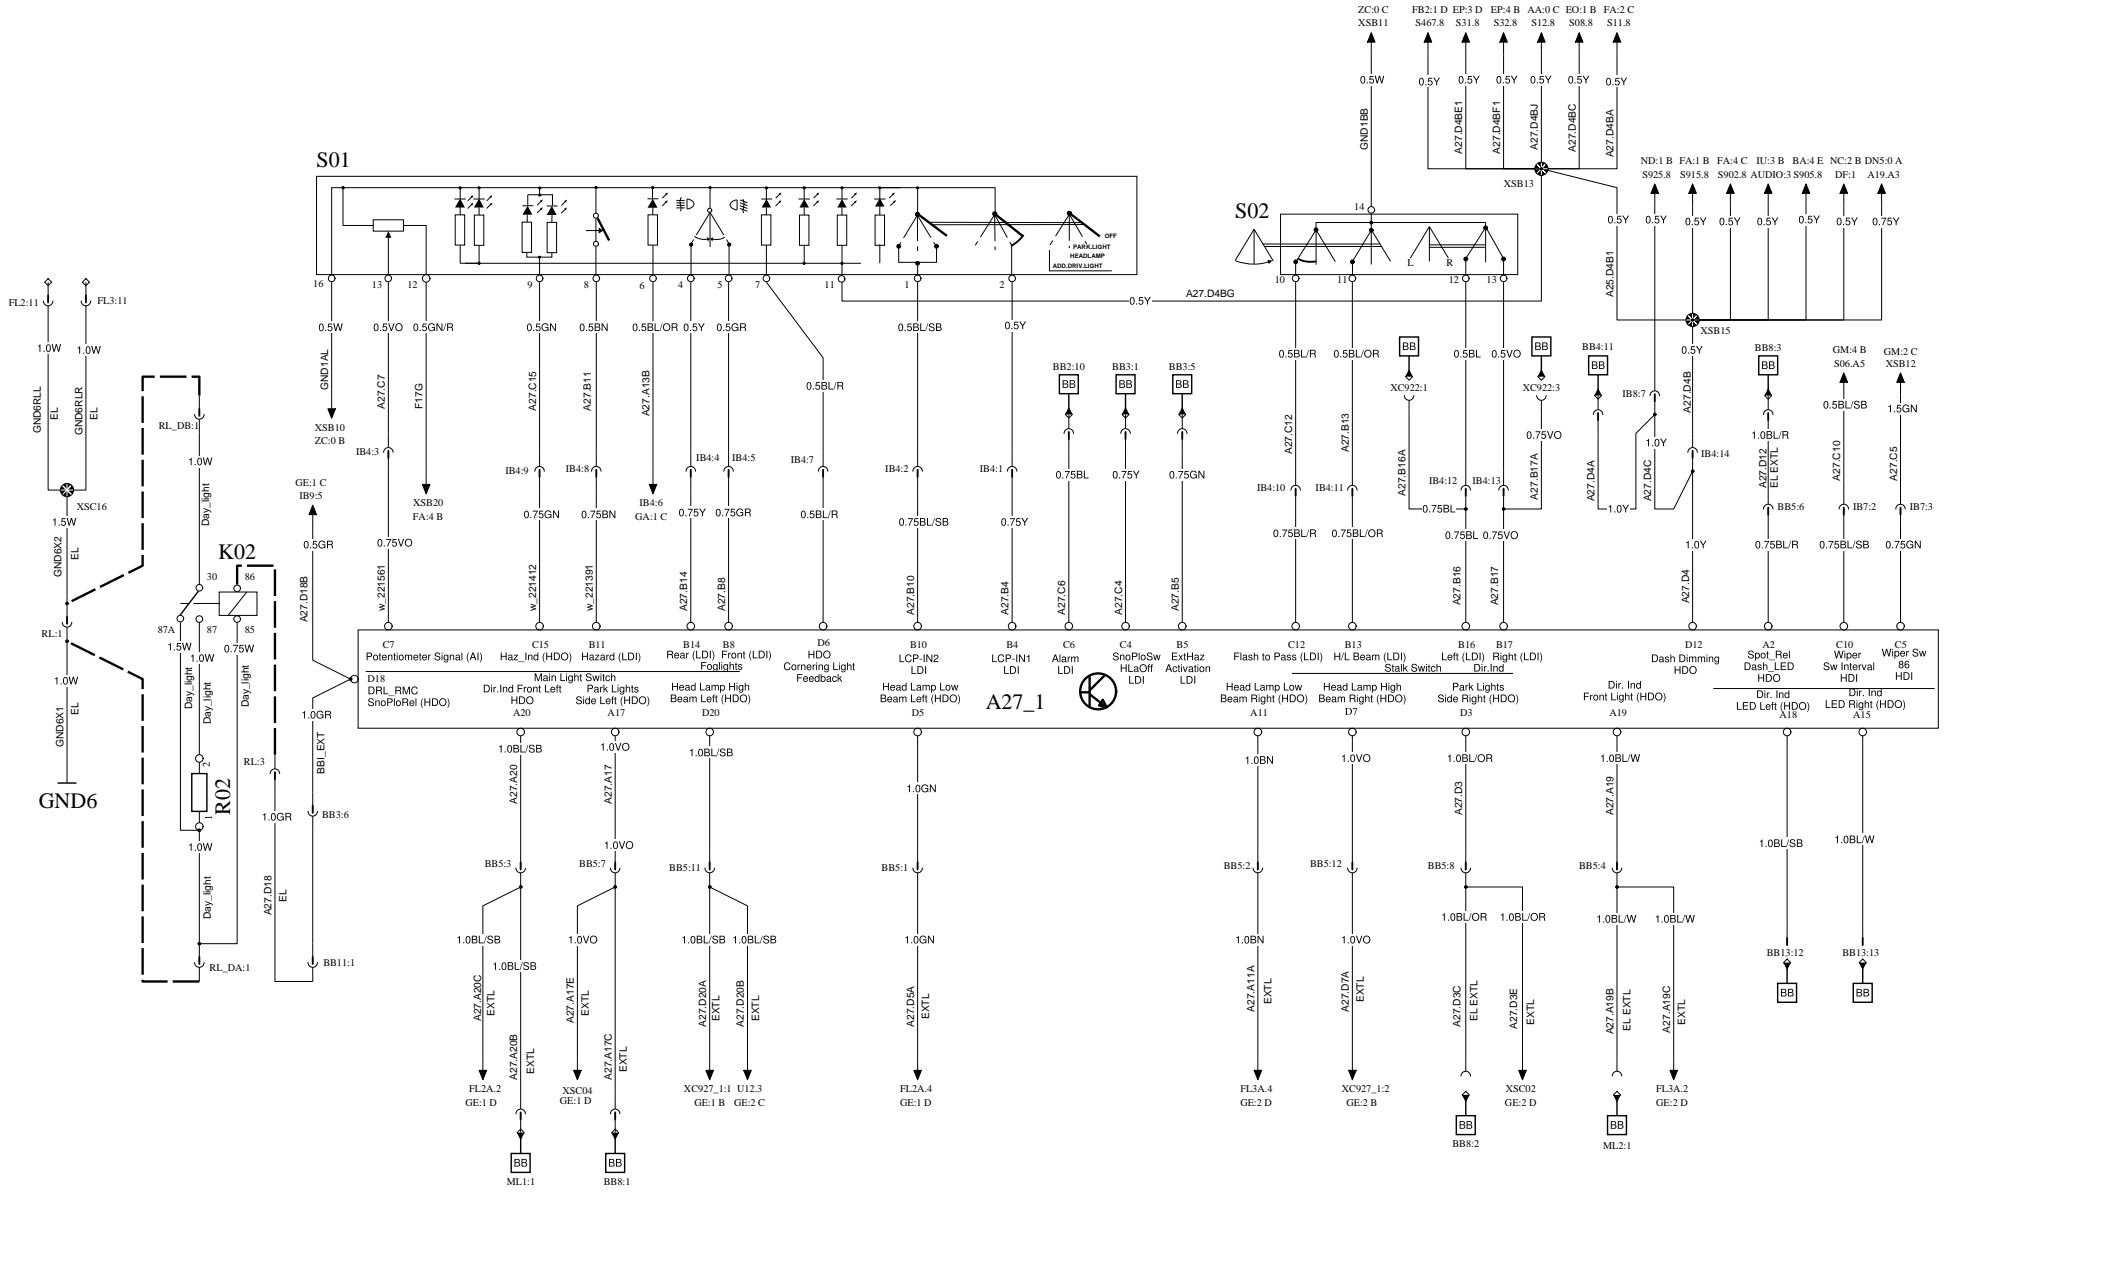 ZC:0 C FB2:1 D EP:3 D EP:4 B AA:0 C EO:1 B FA:2 C
XSB11 S467.8 S31.8 S32.8 S12.8 S08.8 S11.8
0.5W 0.5Y 0.5Y 0.5Y 0.5Y 0.5Y 0.5Y
GND1BB A27.D4BE1 A27.D4BF1 A27.D4BJ A27.D4BC A27.D4BA
XSB13
ND:1 B FA:1 B FA:4 C IU:3 B BA:4 E NC:2 B DN5:0 A
S925.8 S915.8 S902.8 AUDIO:3 S905.8 DF:1 A19.A3
0.5Y 0.5Y 0.5Y 0.5Y 0.5Y 0.5Y 0.5Y 0.75Y
A25.D4B1
XSB15
S01
OFF
PARK.LIGHT
HEADLAMP
ADD.DRIV.LIGHT
16 13 12 9 8 6 4 5 7 11 1 2
S02
14
L R
10 11 12 13
0.5Y A27.D4BG
FL2:11 FL3:11
1.0W 1.0W
GND6RLL EL GND6RLR EL
XSC16
1.5W
GND6X2 EL
RL:1
1.0W
GND6X1 EL
GND6
RL_DB:1
1.0W
Day_light
K02
30 86
87A 87 85
1.5W 1.0W 0.75W
Day_light Day_light Day_light
2
R02
1
1.0W
Day_light
RL_DA:1
RL:3
1.0GR
A27.D18 EL
GE:1 C
IB9:5
0.5GR
A27.D18B
1.0GR
BBI_EXT
BB3:6
BB11:1
0.5W 0.5VO 0.5GN/R 0.5GN 0.5BN 0.5BL/OR 0.5Y 0.5GR 0.5BL/SB 0.5Y
GND1AL A27.C7 F17G A27.C15 A27.B11 A27.A13B
0.5BL/R
XSB10
ZC:0 B
IB4:3
XSB20
FA:4 B
IB4:9 IB4:8
IB4:6
GA:1 C
IB4:4 IB4:5 IB4:7 IB4:2 IB4:1
0.75VO 0.75GN 0.75BN 0.75Y 0.75GR 0.5BL/R 0.75BL/SB 0.75Y
w_221561 w_221412 w_221391 A27.B14 A27.B8 A27.B10 A27.B4
BB2:10 BB3:1 BB3:5
BB BB BB
0.75BL 0.75Y 0.75GN
A27.C6 A27.C4 A27.B5
0.5BL/R 0.5BL/OR 0.5BL 0.5VO
BB BB
XC922:1 XC922:3
A27.C12 A27.B13 A27.B16A A27.B17A
0.75VO
IB4:10 IB4:11 IB4:12 IB4:13
0.75BL
0.75BL/R 0.75BL/OR 0.75BL 0.75VO
A27.B16 A27.B17
BB4:11
BB
IB8:7
1.0Y
A27.D4A A27.D4C
1.0Y
0.5Y
A27.D4B
IB4:14
1.0Y
A27.D4
BB8:3
BB
1.0BL/R
A27.D12
EL EXTL
BB5:6
0.75BL/R
GM:4 B
S06.A5
0.5BL/SB
A27.C10
IB7:2
0.75BL/SB
GM:2 C
XSB12
1.5GN
A27.C5
IB7:3
0.75GN
C7 C15 B11 B14 B8 D6 B10 B4 C6 C4 B5 C12 B13 B16 B17 D12 A2 C10 C5
Potentiometer Signal (AI)
Haz_Ind (HDO)
Hazard (LDI)
Rear (LDI)
Front (LDI)
Foglights
HDO
Cornering Light
Feedback
LCP-IN2
LDI
LCP-IN1
LDI
Alarm
LDI
SnoPloSw
HLaOff
LDI
ExtHaz
Activation
LDI
Flash to Pass (LDI)
H/L Beam (LDI)
Left (LDI)
Right (LDI)
Stalk Switch
Dir.Ind
Dash Dimming
HDO
Spot_Rel
Dash_LED
HDO
Wiper
Sw Interval
HDI
Wiper Sw
86
HDI
D18
DRL_RMC
SnoPloRel (HDO)
Main Light Switch
Dir.Ind Front Left
HDO
A20
Park Lights
Side Left (HDO)
A17
Head Lamp High
Beam Left (HDO)
D20
Head Lamp Low
Beam Left (HDO)
D5
A27_1
Head Lamp Low
Beam Right (HDO)
A11
Head Lamp High
Beam Right (HDO)
D7
Park Lights
Side Right (HDO)
D3
Dir. Ind
Front Light (HDO)
A19
Dir. Ind
LED Left (HDO)
A18
Dir. Ind
LED Right (HDO)
A15
1.0BL/SB 1.0VO 1.0BL/SB 1.0GN 1.0BN 1.0VO 1.0BL/OR 1.0BL/W
A27.A20 A27.A17 A27.D3 A27.A19
1.0VO
1.0BL/SB 1.0BL/W
BB5:3 BB5:7 BB5:11 BB5:1 BB5:2 BB5:12 BB5:8 BB5:4
1.0BL/SB 1.0BL/SB 1.0VO 1.0BL/SB 1.0BL/SB 1.0GN 1.0BN 1.0VO 1.0BL/OR 1.0BL/OR 1.0BL/W 1.0BL/W
BB13:12 BB13:13
BB BB
A27.A20C EXTL
A27.A20B EXTL
A27.A17E EXTL
A27.A17C EXTL
A27.D20A EXTL
A27.D20B EXTL
A27.D5A EXTL
A27.A11A EXTL
A27.D7A EXTL
A27.D3C EL EXTL
A27.D3E EXTL
A27.A19B EL EXTL
A27.A19C EXTL
FL2A.2 XSC04 XC927_1:1 U12.3 FL2A.4 FL3A.4 XC927_1:2 XSC02 FL3A.2
GE:1 D GE:1 D GE:1 B GE:2 C GE:1 D GE:2 D GE:2 B GE:2 D GE:2 D
BB BB
BB8:2 ML2:1
BB BB
ML1:1 BB8:1